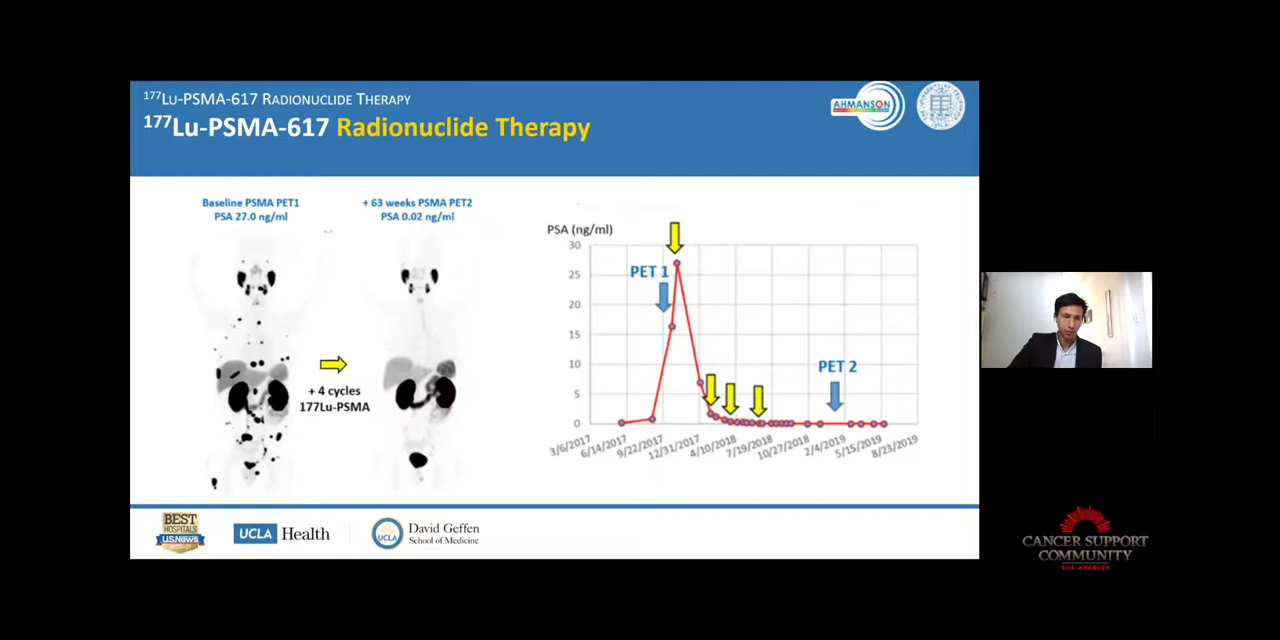 177LU-PSMA-617 RADIONUCLIDE THERAPY
177Lu-PSMA-617 Radionuclide Therapy
AHMANSON
Baseline PSMA PET1
PSA 27.0 ng/ml
+ 63 weeks PSMA PET2
PSA 0.02 ng/ml
+ 4 cycles
177Lu-PSMA
PSA (ng/ml)
30
25
20
15
10
5
0
PET 1
PET 2
3/6/2017
6/14/2017
9/22/2017
12/31/2017
4/10/2018
7/19/2018
10/27/2018
2/4/2019
5/15/2019
8/23/2019
BEST
HOSPITALS
U.S.News
UCLA Health
UCLA
David Geffen
School of Medicine
CANCER SUPPORT
COMMUNITY
LOS ANGELES